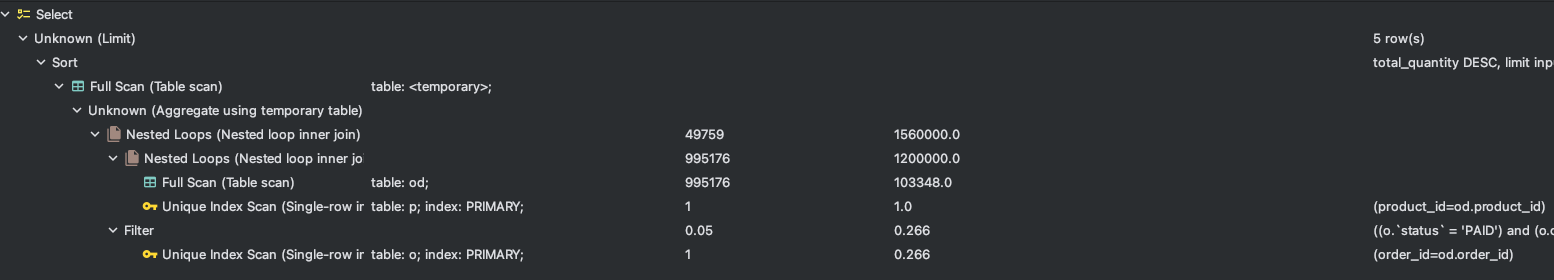 Select
Unknown (Limit) 5 row(s)
Sort total_quantity DESC, limit inp
Full Scan (Table scan) table: <temporary>;
Unknown (Aggregate using temporary table)
Nested Loops (Nested loop inner join) 49759 1560000.0
Nested Loops (Nested loop inner jo 995176 1200000.0
Full Scan (Table scan) table: od; 995176 103348.0
Unique Index Scan (Single-row ir table: p; index: PRIMARY; 1 1.0 (product_id=od.product_id)
Filter 0.05 0.266 ((o.`status` = 'PAID') and (o.c
Unique Index Scan (Single-row ir table: o; index: PRIMARY; 1 0.266 (order_id=od.order_id)